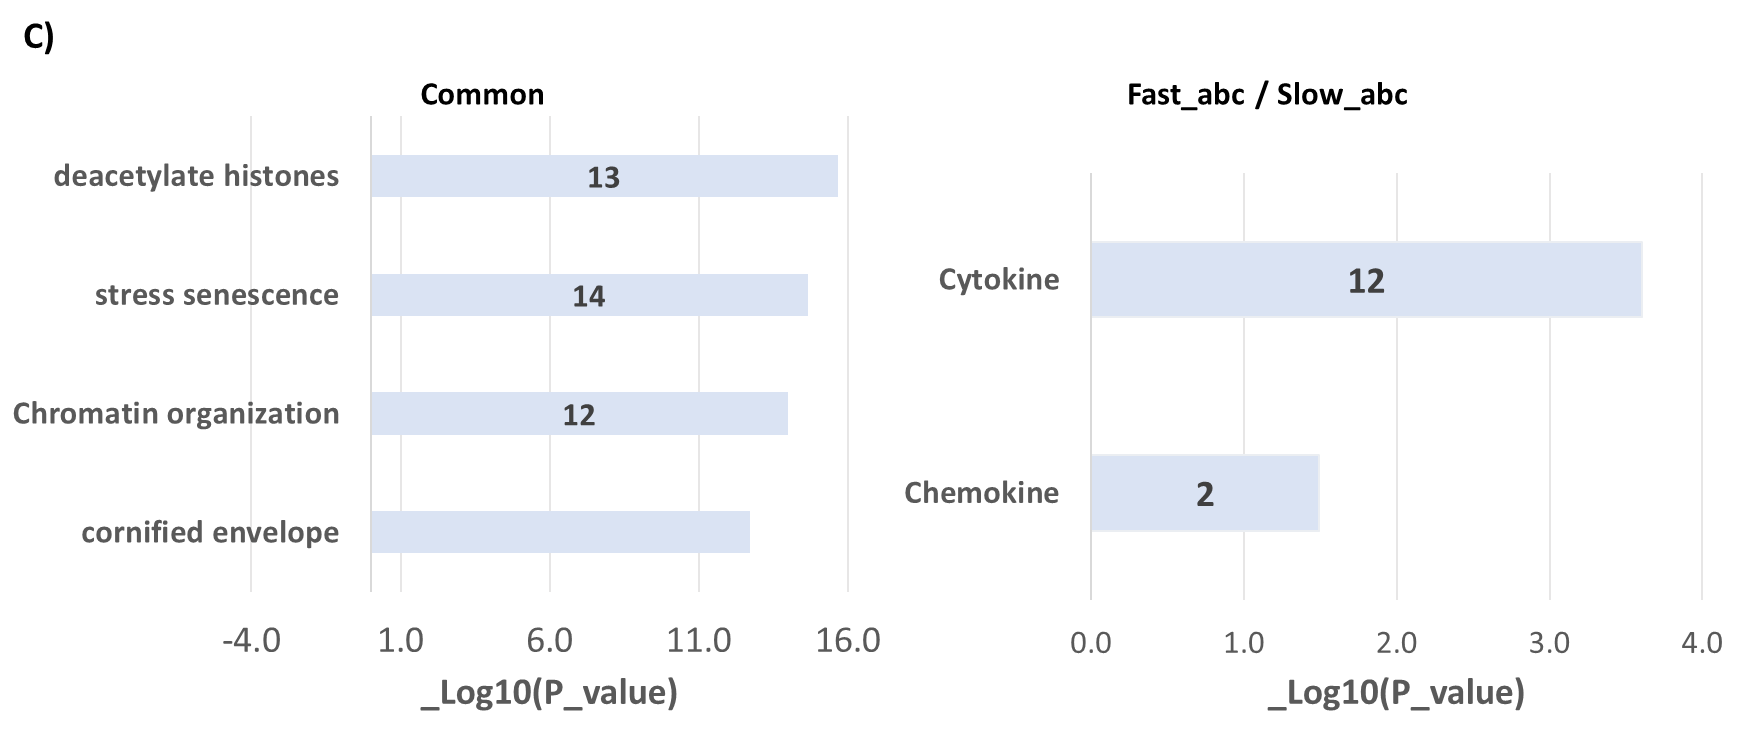 C)
Common
deacetylate histones
13
stress senescence
14
Chromatin organization
12
cornified envelope
-4.0 1.0 6.0 11.0 16.0
_Log10(P_value)
Fast_abc / Slow_abc
Cytokine
12
Chemokine
2
0.0 1.0 2.0 3.0 4.0
_Log10(P_value)